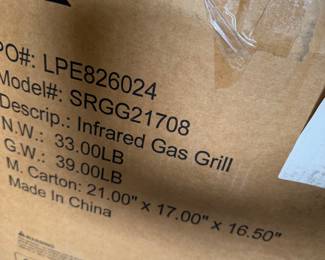 PO#: LPE826024
Model#: SRGG21708
Descrip.: Infrared Gas Grill
N.W.: 33.00LB
G.W.: 39.00LB
M. Carton: 21.00" x 17.00" x 16.50"
Made In China